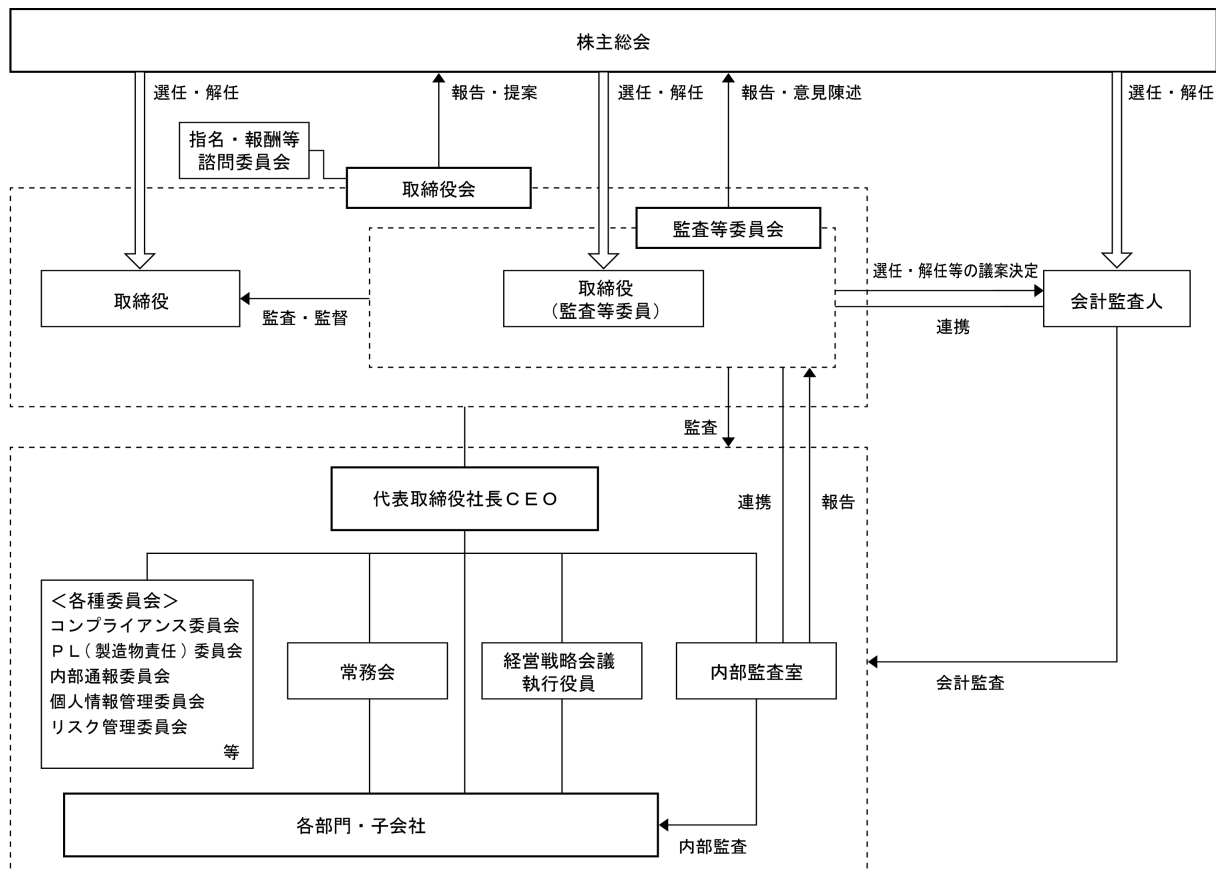 株主総会
選任・解任
報告・提案
選任・解任
報告・意見陳述
選任・解任
指名・報酬等
諮問委員会
取締役会
監査等委員会
取締役
監査・監督
取締役
（監査等委員）
選任・解任等の議案決定
連携
会計監査人
監査
代表取締役社長ＣＥＯ
連携
報告
＜各種委員会＞
コンプライアンス委員会
ＰＬ（製造物責任）委員会
内部通報委員会
個人情報管理委員会
リスク管理委員会
等
常務会
経営戦略会議
執行役員
内部監査室
会計監査
各部門・子会社
内部監査